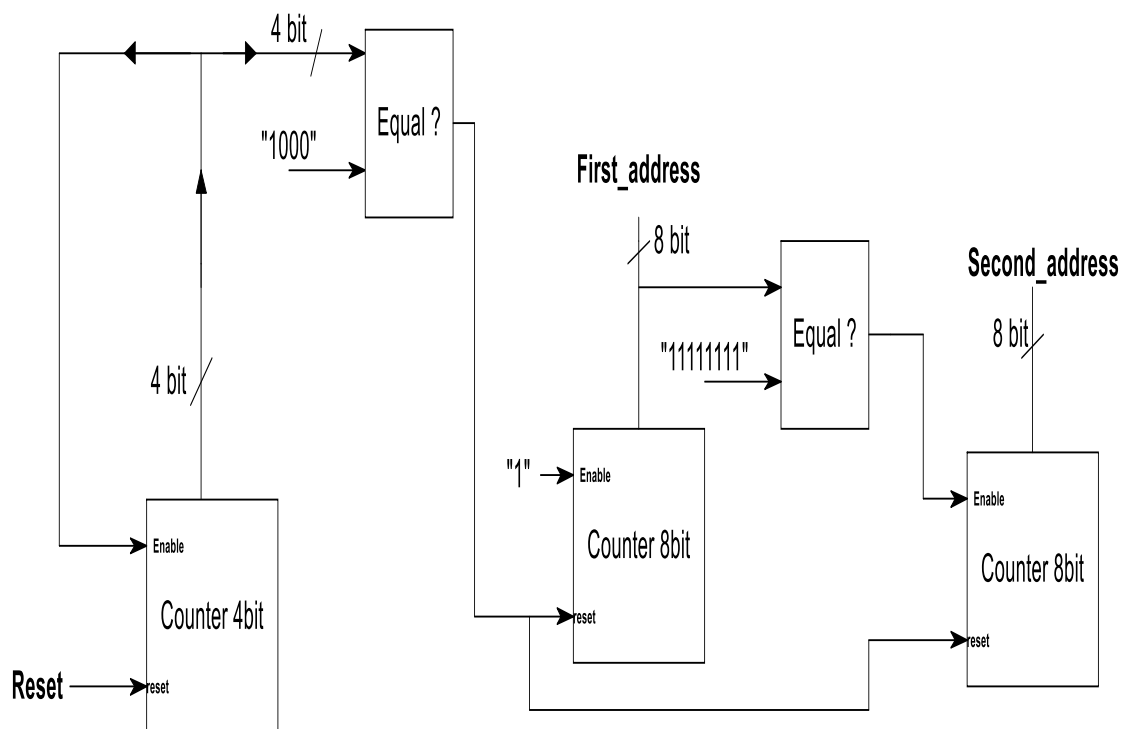 4 bit
Equal ?
"1000"
First_address
8 bit
Second_address
Equal ?
8 bit
"11111111"
4 bit
"1"
Enable
Enable
Counter 8bit
Enable
Counter 8bit
Counter 4bit
reset
reset
Reset
reset